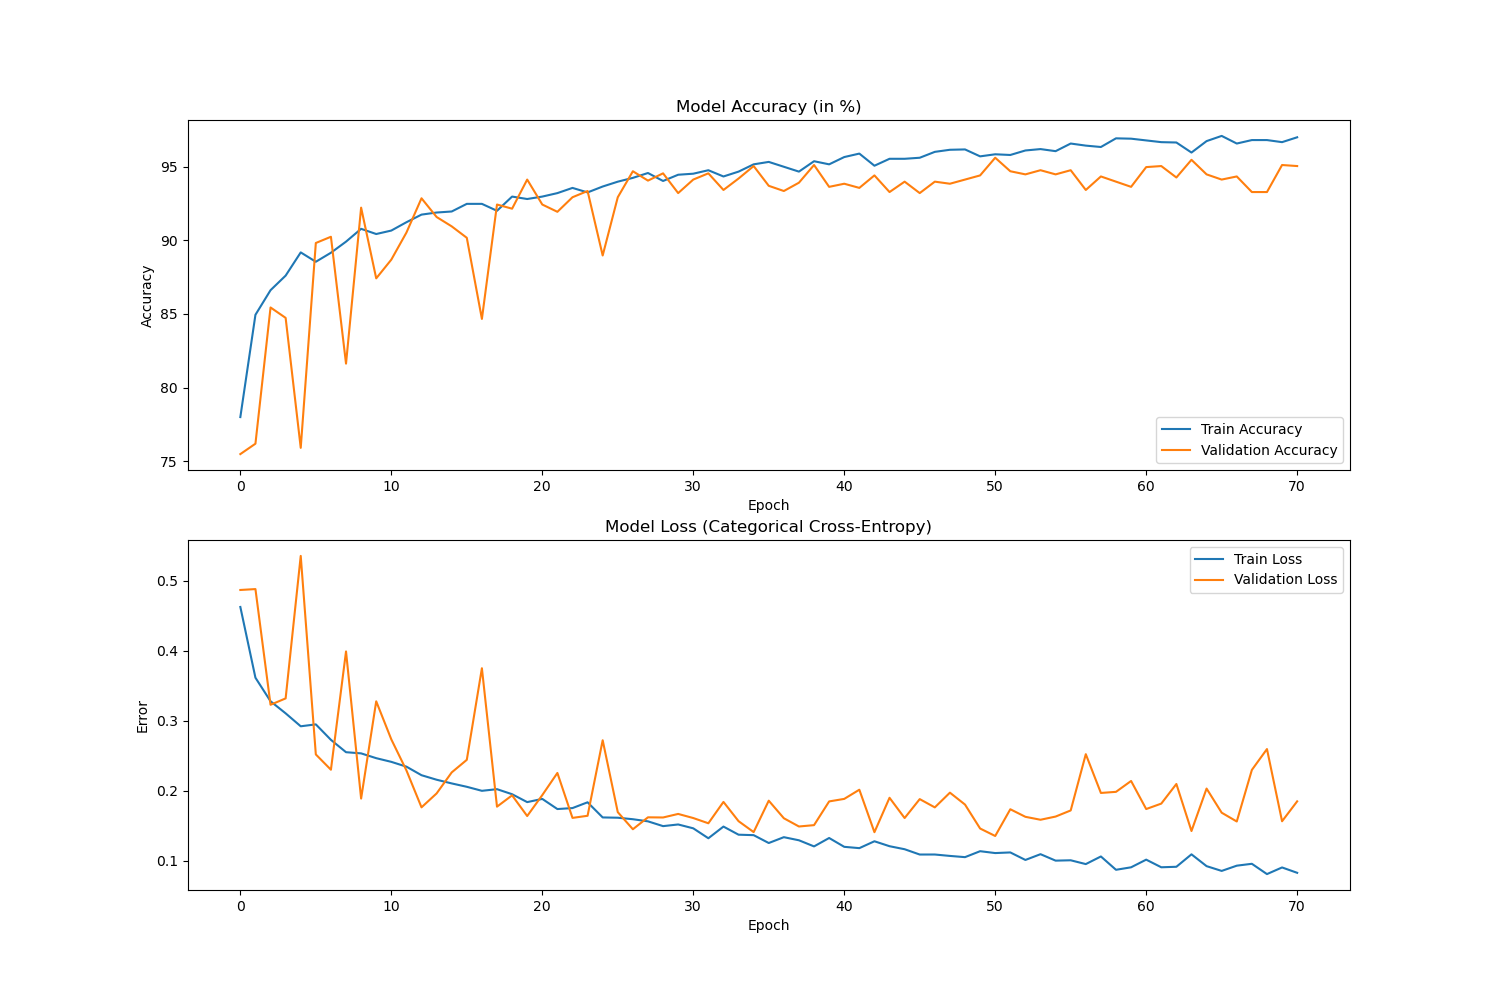 Model Accuracy (in %)
95
90
85
80
75
Accuracy
Train Accuracy
Validation Accuracy
0 10 20 30 40 50 60 70
Epoch
Model Loss (Categorical Cross-Entropy)
0.5
0.4
0.3
0.2
0.1
Error
Train Loss
Validation Loss
0 10 20 30 40 50 60 70
Epoch